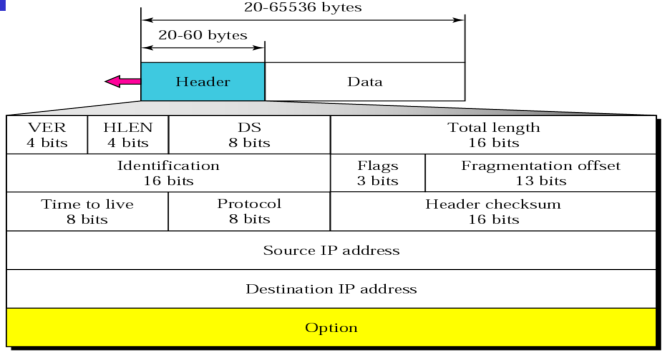 20-65536 bytes
20-60 bytes
Header Data
VER HLEN DS Total length
4 bits 4 bits 8 bits 16 bits
Identification Flags Fragmentation offset
16 bits 3 bits 13 bits
Time to live Protocol Header checksum
8 bits 8 bits 16 bits
Source IP address
Destination IP address
Option